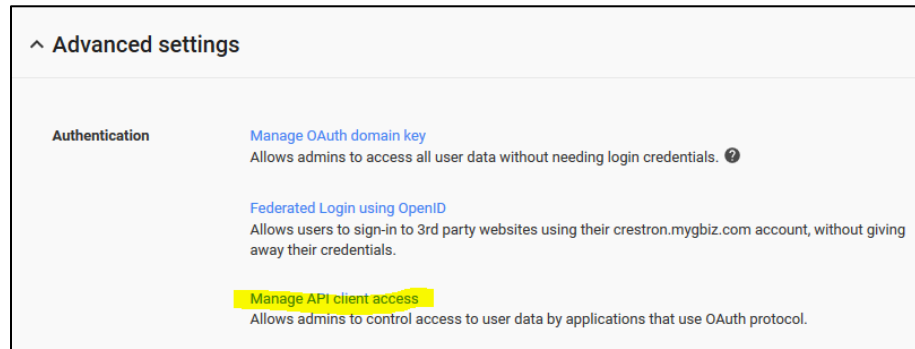 Advanced settings
Authentication
Manage OAuth domain key
Allows admins to access all user data without needing login credentials.
Federated Login using OpenID
Allows users to sign-in to 3rd party websites using their crestron.mygbiz.com account, without giving
away their credentials.
Manage API client access
Allows admins to control access to user data by applications that use OAuth protocol.